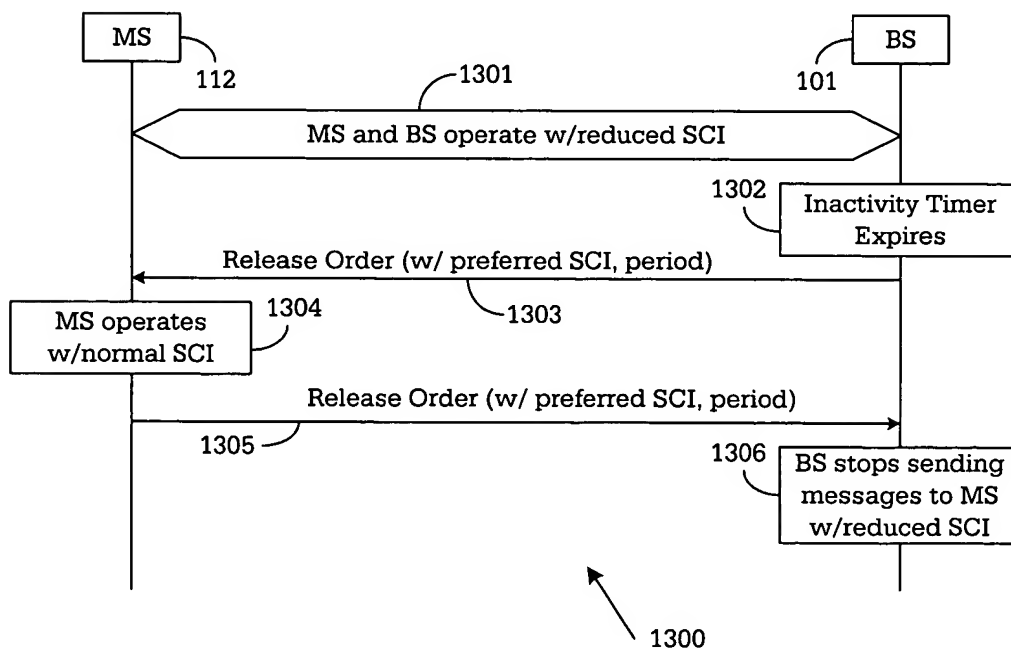 MS
BS
112
1301
101
MS and BS operate w/reduced SCI
1302
Inactivity Timer
Expires
Release Order (w/ preferred SCI, period)
1303
MS operates
w/normal SCI
1304
Release Order (w/ preferred SCI, period)
1305
1306
BS stops sending
messages to MS
w/reduced SCI
1300